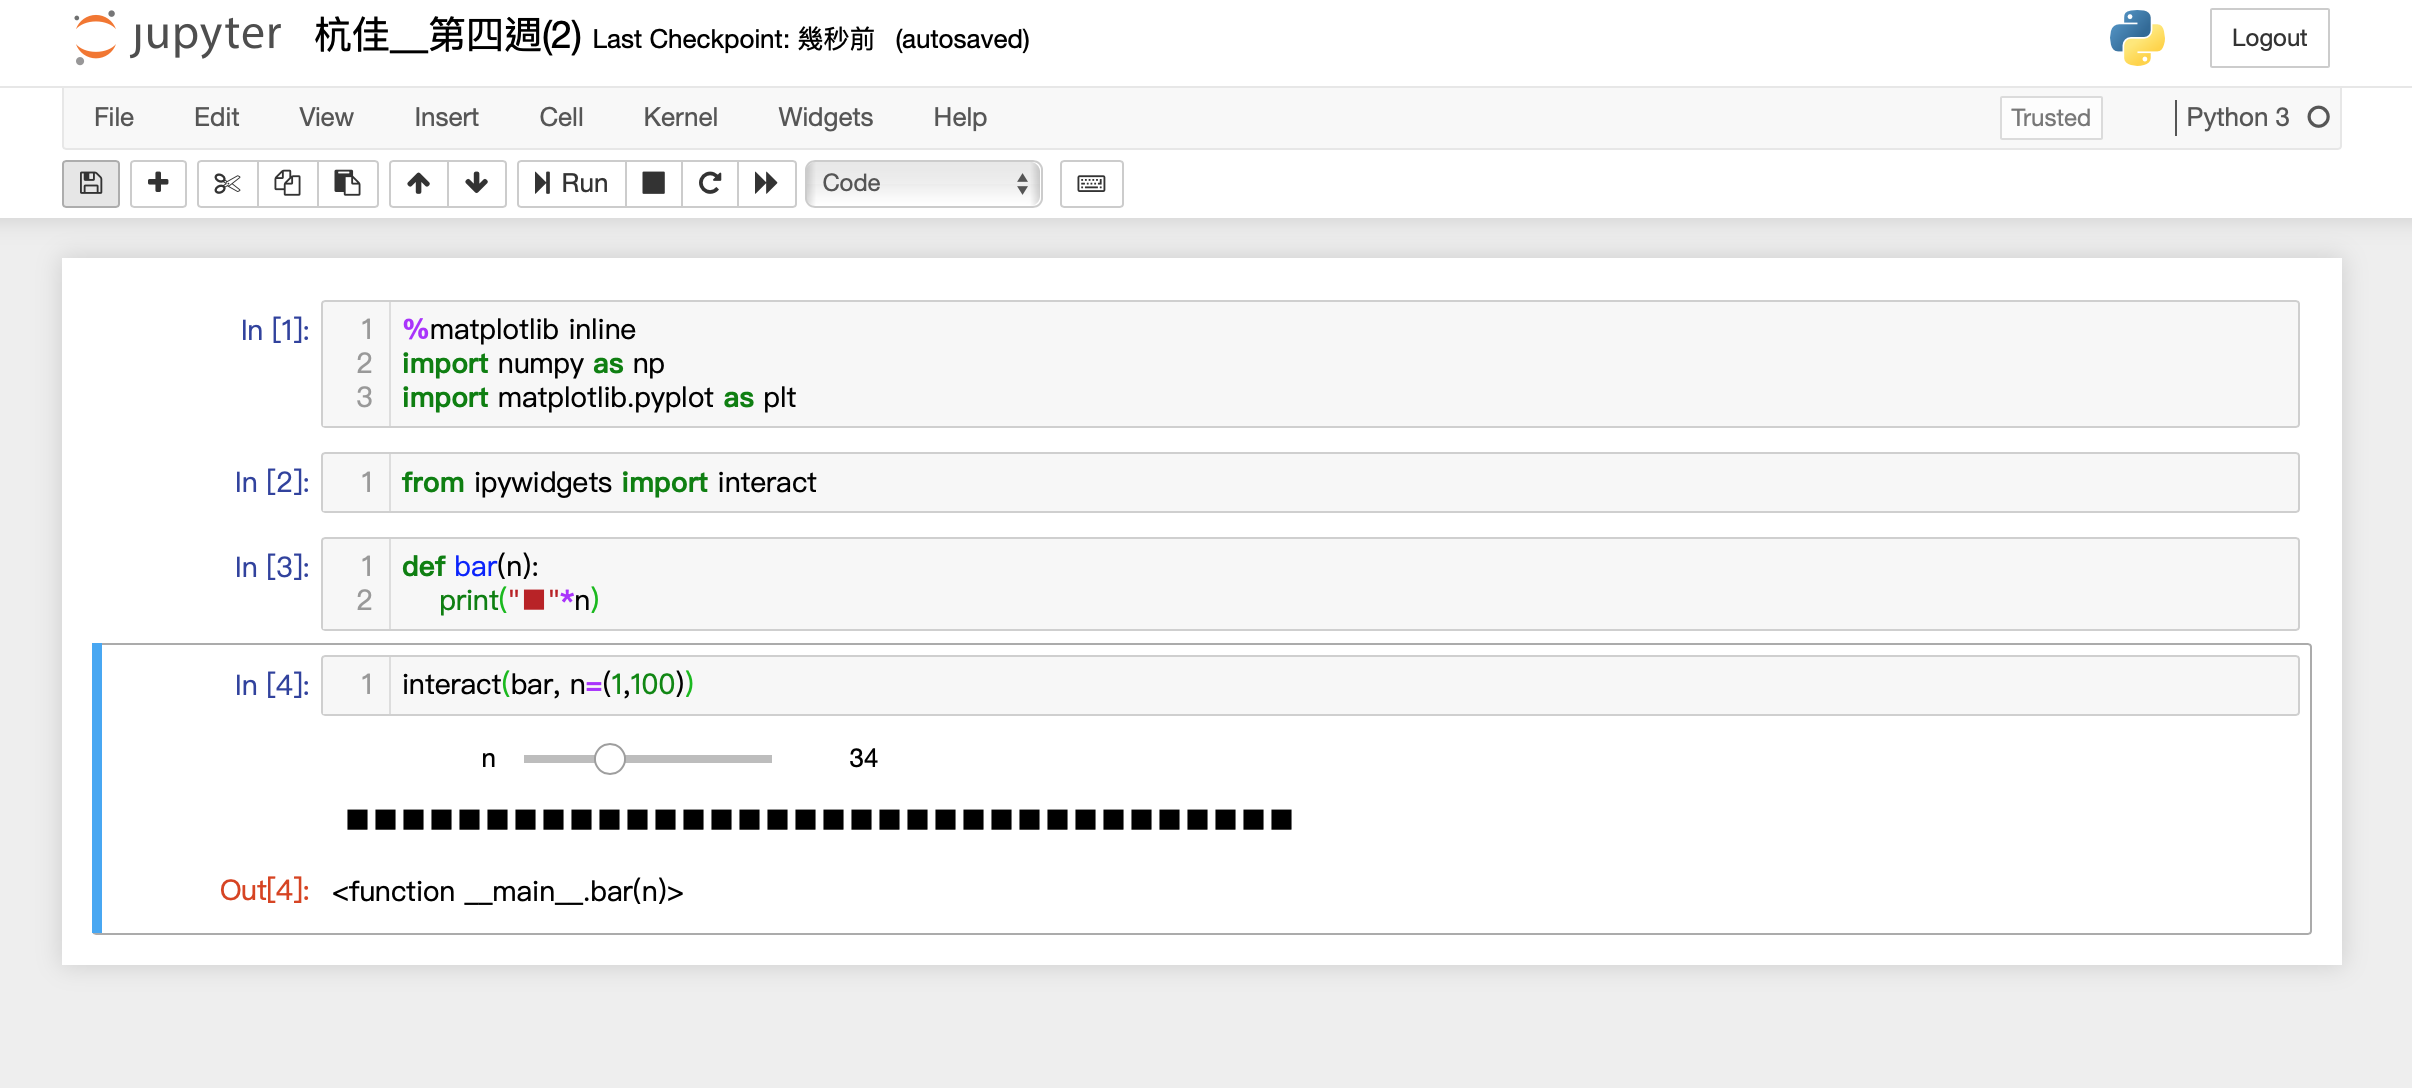 jupyter 杭佳__第四週(2) Last Checkpoint: 幾秒前 (autosaved)
Logout
File Edit View Insert Cell Kernel Widgets Help
Trusted
Python 3
Run
Code
In [1]:
1 %matplotlib inline
2 import numpy as np
3 import matplotlib.pyplot as plt
In [2]:
1 from ipywidgets import interact
In [3]:
1 def bar(n):
2 print("■"*n)
In [4]:
1 interact(bar, n=(1,100))
n 34
■■■■■■■■■■■■■■■■■■■■■■■■■■■■■■■■■■
Out[4]: <function __main__.bar(n)>